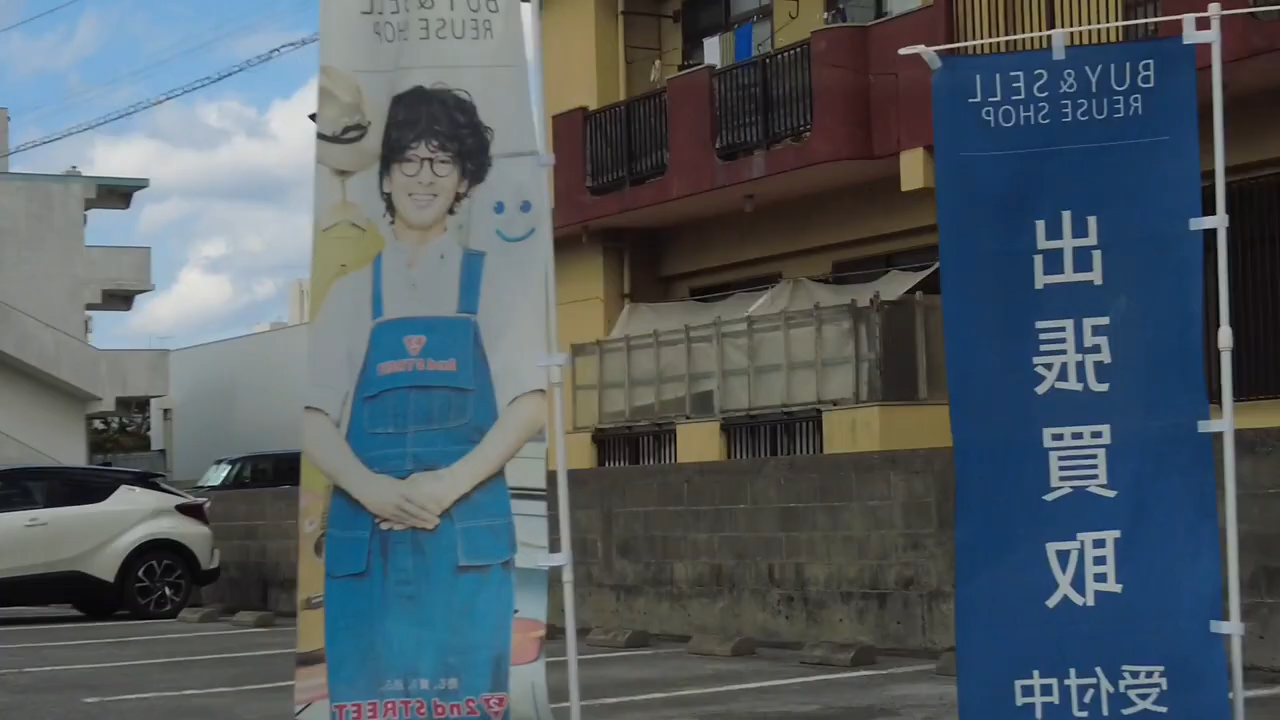 BUY & SELL
REUSE SHOP
2nd STREET
2nd STREET
BUY & SELL
REUSE SHOP
出張買取
受付中